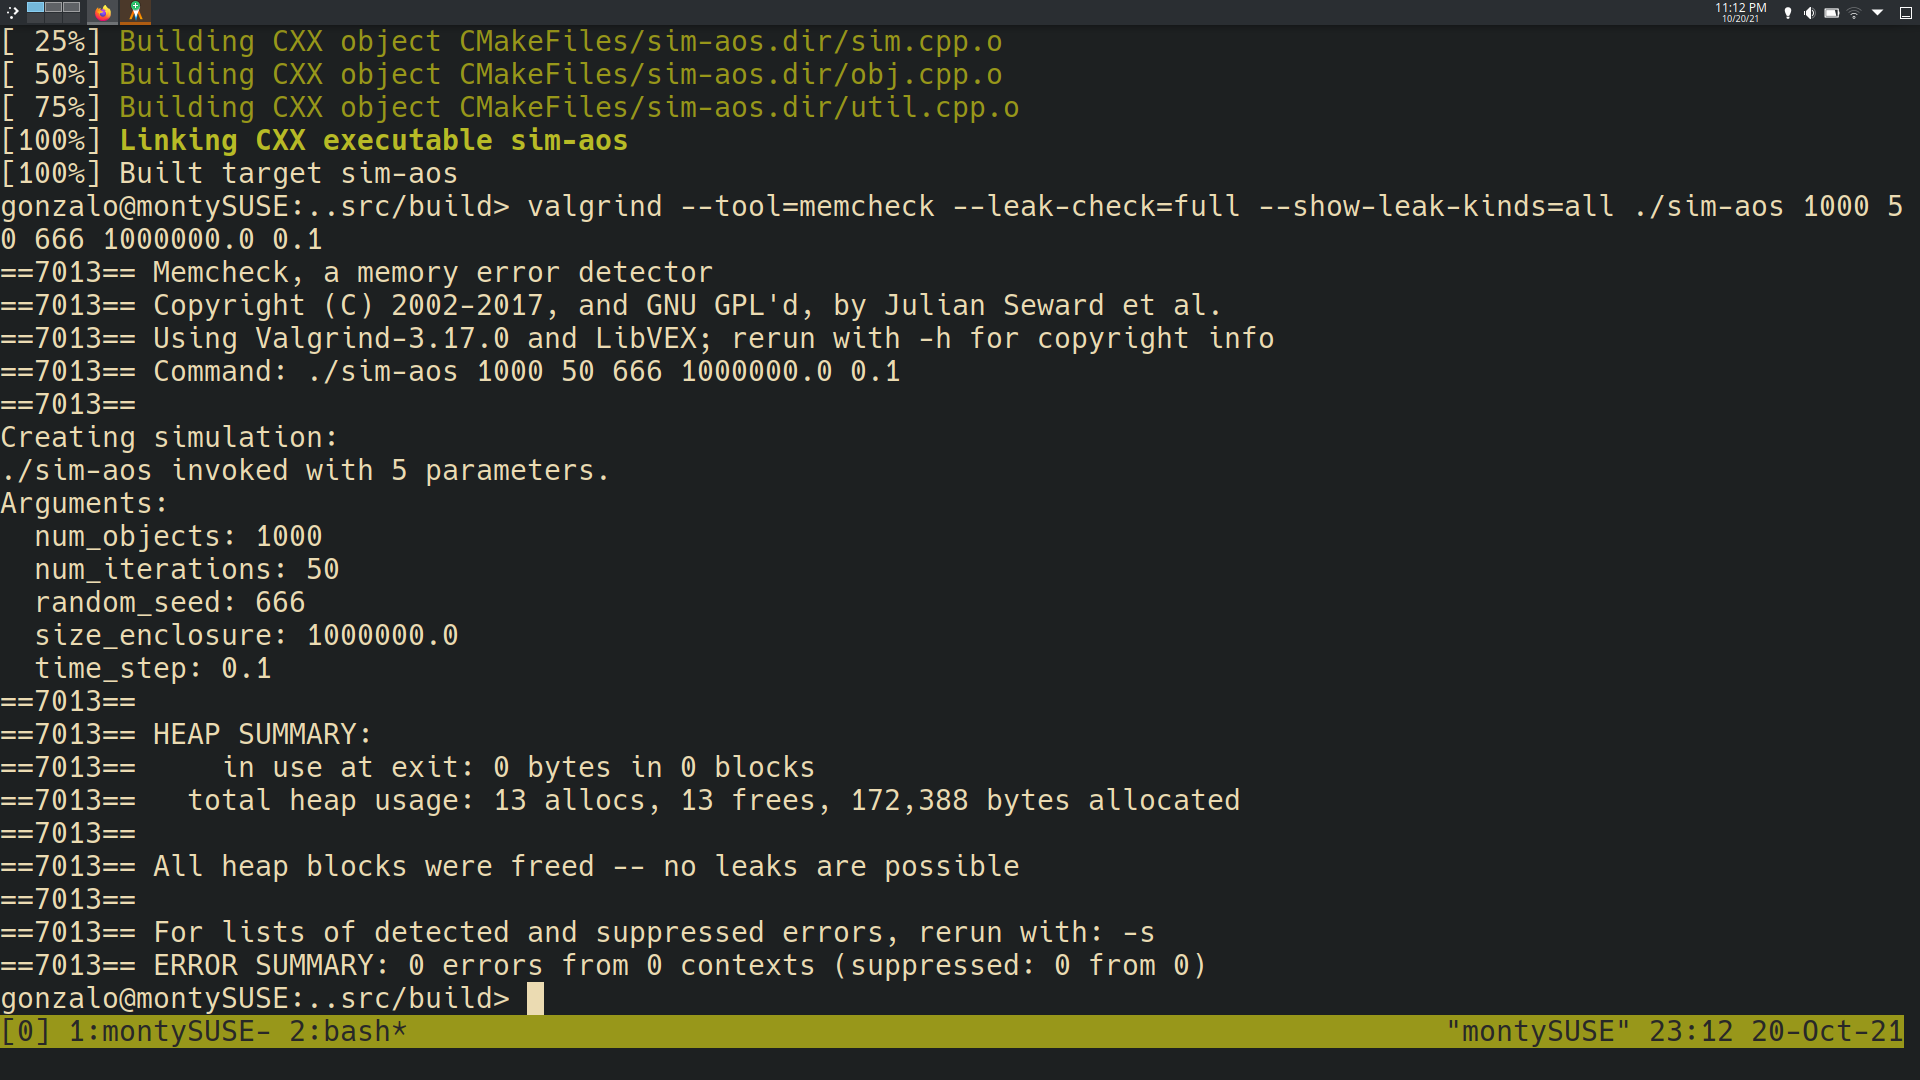 11:12 PM
10/20/21
[ 25%] Building CXX object CMakeFiles/sim-aos.dir/sim.cpp.o
[ 50%] Building CXX object CMakeFiles/sim-aos.dir/obj.cpp.o
[ 75%] Building CXX object CMakeFiles/sim-aos.dir/util.cpp.o
[100%] Linking CXX executable sim-aos
[100%] Built target sim-aos
gonzalo@montySUSE:..src/build> valgrind --tool=memcheck --leak-check=full --show-leak-kinds=all ./sim-aos 1000 5
0 666 1000000.0 0.1
==7013== Memcheck, a memory error detector
==7013== Copyright (C) 2002-2017, and GNU GPL'd, by Julian Seward et al.
==7013== Using Valgrind-3.17.0 and LibVEX; rerun with -h for copyright info
==7013== Command: ./sim-aos 1000 50 666 1000000.0 0.1
==7013==
Creating simulation:
./sim-aos invoked with 5 parameters.
Arguments:
  num_objects: 1000
  num_iterations: 50
  random_seed: 666
  size_enclosure: 1000000.0
  time_step: 0.1
==7013==
==7013== HEAP SUMMARY:
==7013==     in use at exit: 0 bytes in 0 blocks
==7013==   total heap usage: 13 allocs, 13 frees, 172,388 bytes allocated
==7013==
==7013== All heap blocks were freed -- no leaks are possible
==7013==
==7013== For lists of detected and suppressed errors, rerun with: -s
==7013== ERROR SUMMARY: 0 errors from 0 contexts (suppressed: 0 from 0)
gonzalo@montySUSE:..src/build>
[0] 1:montySUSE- 2:bash* "montySUSE" 23:12 20-Oct-21